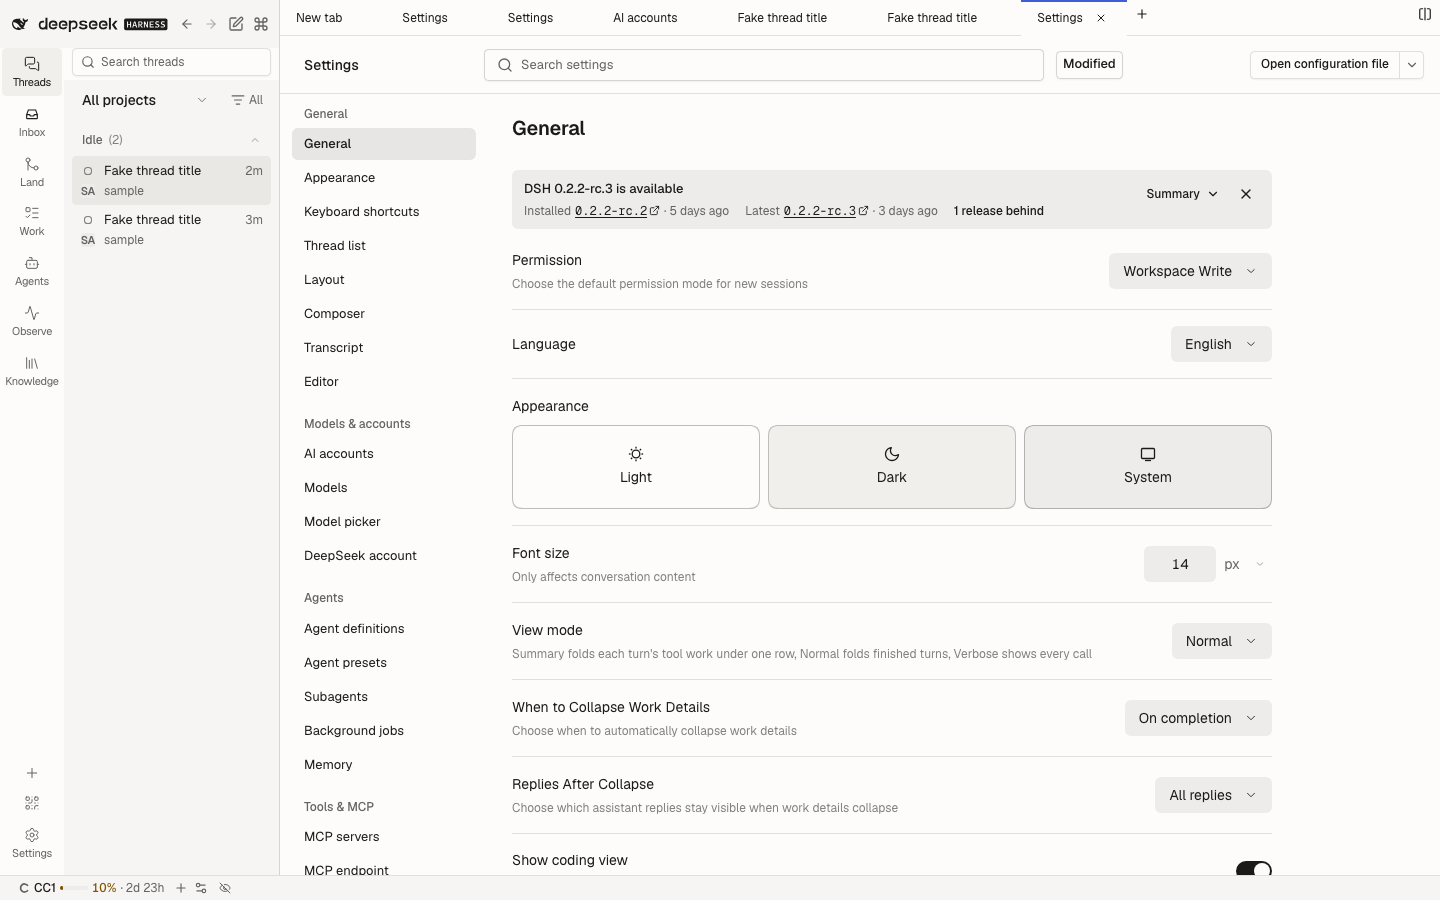 deepseek HARNESS
New tab
Settings
Settings
AI accounts
Fake thread title
Fake thread title
Settings
Threads
Inbox
Land
Work
Agents
Observe
Knowledge
Settings
Search threads
All projects
All
Idle (2)
Fake thread title 2m
SA sample
Fake thread title 3m
SA sample
Settings
Search settings
Modified
Open configuration file
General
General
Appearance
Keyboard shortcuts
Thread list
Layout
Composer
Transcript
Editor
Models & accounts
AI accounts
Models
Model picker
DeepSeek account
Agents
Agent definitions
Agent presets
Subagents
Background jobs
Memory
Tools & MCP
MCP servers
MCP endpoint
General
DSH 0.2.2-rc.3 is available
Installed 0.2.2-rc.2 · 5 days ago Latest 0.2.2-rc.3 · 3 days ago 1 release behind
Summary
Permission
Choose the default permission mode for new sessions
Workspace Write
Language
English
Appearance
Light
Dark
System
Font size
Only affects conversation content
14 px
View mode
Summary folds each turn's tool work under one row, Normal folds finished turns, Verbose shows every call
Normal
When to Collapse Work Details
Choose when to automatically collapse work details
On completion
Replies After Collapse
Choose which assistant replies stay visible when work details collapse
All replies
Show coding view
C CC1 10% · 2d 23h